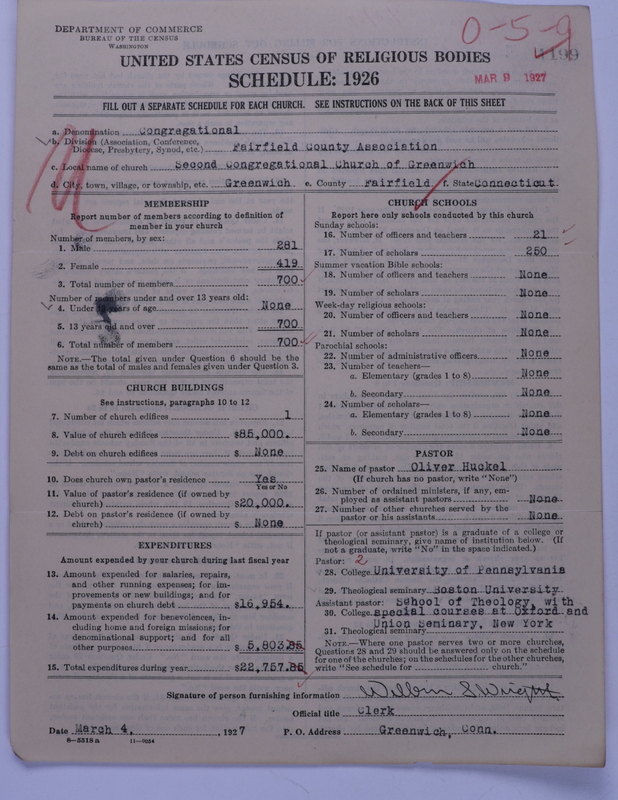 DEPARTMENT OF COMMERCE
BUREAU OF THE CENSUS
WASHINGTON
0-5-9
1199
MAR 9 1927
UNITED STATES CENSUS OF RELIGIOUS BODIES
SCHEDULE: 1926
FILL OUT A SEPARATE SCHEDULE FOR EACH CHURCH. SEE INSTRUCTIONS ON THE BACK OF THIS SHEET
a. Denomination Congregational
b. Division (Association, Conference, Diocese, Presbytery, Synod, etc.) Fairfield County Association
c. Local name of church Second Congregational Church of Greenwich
d. City, town, village, or township, etc. Greenwich e. County Fairfield f. State Connecticut
MEMBERSHIP
Report number of members according to definition of
member in your church
Number of members, by sex:
1. Male 281
2. Female 419
3. Total number of members 700
Number of members under and over 13 years old:
4. Under 13 years of age None
5. 13 years old and over 700
6. Total number of members 700
NOTE.—The total given under Question 6 should be the
same as the total of males and females given under Question 3.
CHURCH BUILDINGS
See instructions, paragraphs 10 to 12
7. Number of church edifices 1
8. Value of church edifices $85,000.
9. Debt on church edifices $ None
10. Does church own pastor's residence Yes
Yes or No
11. Value of pastor's residence (if owned by
church) $20,000.
12. Debt on pastor's residence (if owned by
church) $ None
EXPENDITURES
Amount expended by your church during last fiscal year
13. Amount expended for salaries, repairs,
and other running expenses; for im-
provements or new buildings; and for
payments on church debt $16,954.
14. Amount expended for benevolences, in-
cluding home and foreign missions; for
denominational support; and for all
other purposes $ 5,803.85
15. Total expenditures during year $22,757.85
CHURCH SCHOOLS
Report here only schools conducted by this church
Sunday schools:
16. Number of officers and teachers 21
17. Number of scholars 250
Summer vacation Bible schools:
18. Number of officers and teachers None
19. Number of scholars None
Week-day religious schools:
20. Number of officers and teachers None
21. Number of scholars None
Parochial schools:
22. Number of administrative officers None
23. Number of teachers—
a. Elementary (grades 1 to 8) None
b. Secondary None
24. Number of scholars—
a. Elementary (grades 1 to 8) None
b. Secondary None
PASTOR
25. Name of pastor Oliver Huckel
(If church has no pastor, write "None")
26. Number of ordained ministers, if any, em-
ployed as assistant pastors None
27. Number of other churches served by the
pastor or his assistants None
If pastor (or assistant pastor) is a graduate of a college or
theological seminary, give name of institution below. (If
not a graduate, write "No" in the space indicated.)
Pastor: 2
28. College University of Pennsylvania
29. Theological seminary Boston University
Assistant pastor: School of Theology, with
30. College Special courses at Oxford and
Union Seminary, New York
31. Theological seminary
NOTE.—Where one pastor serves two or more churches,
Questions 28 and 29 should be answered only on the schedule
for one of the churches; on the schedules for the other churches,
write "See schedule for church."
Signature of person furnishing information Wilbur S Wright
Official title Clerk
Date March 4, 1927 P. O. Address Greenwich, Conn.
8—5518 a 11—9054